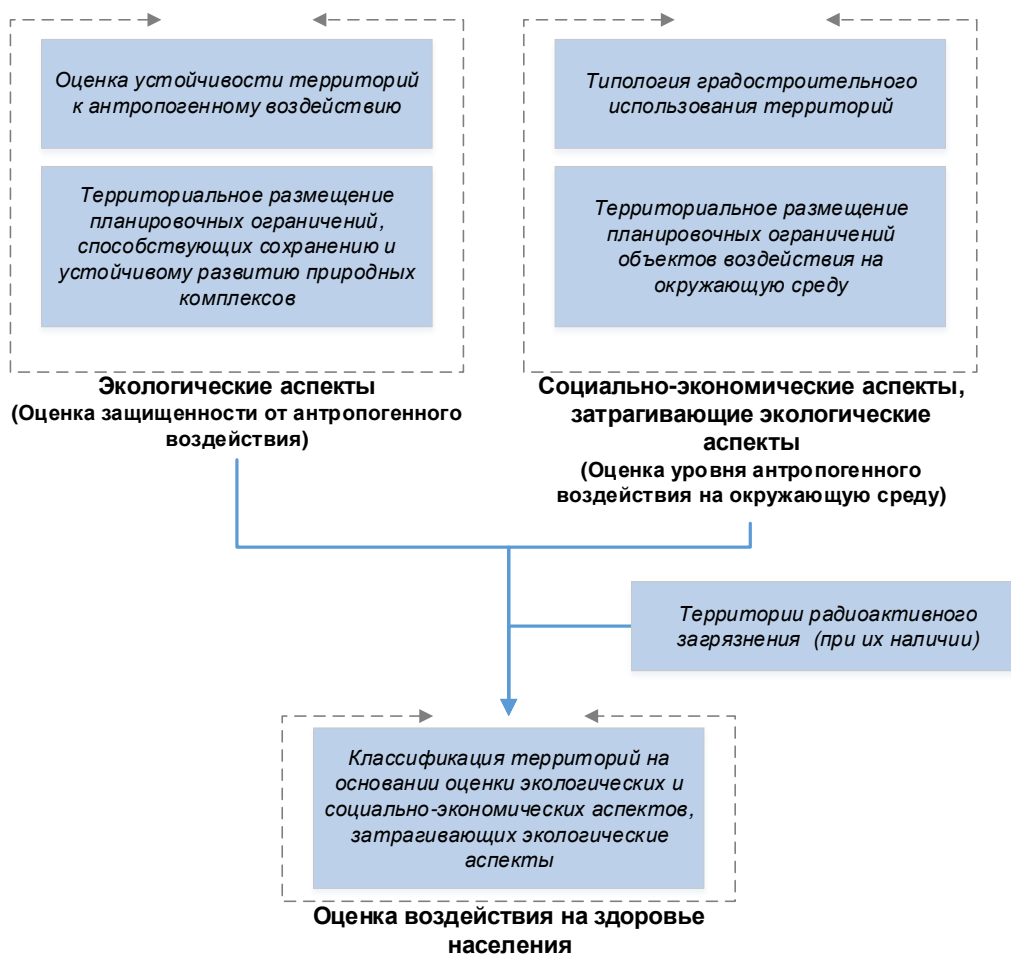 Оценка устойчивости территорий
к антропогенному воздействию
Территориальное размещение
планировочных ограничений,
способствующих сохранению и
устойчивому развитию природных
комплексов
Экологические аспекты
(Оценка защищенности от антропогенного
воздействия)
Типология градостроительного
использования территорий
Территориальное размещение
планировочных ограничений
объектов воздействия на
окружающую среду
Социально-экономические аспекты,
затрагивающие экологические
аспекты
(Оценка уровня антропогенного
воздействия на окружающую среду)
Территории радиоактивного
загрязнения (при их наличии)
Классификация территорий на
основании оценки экологических и
социально-экономических аспектов,
затрагивающих экологические
аспекты
Оценка воздействия на здоровье
населения